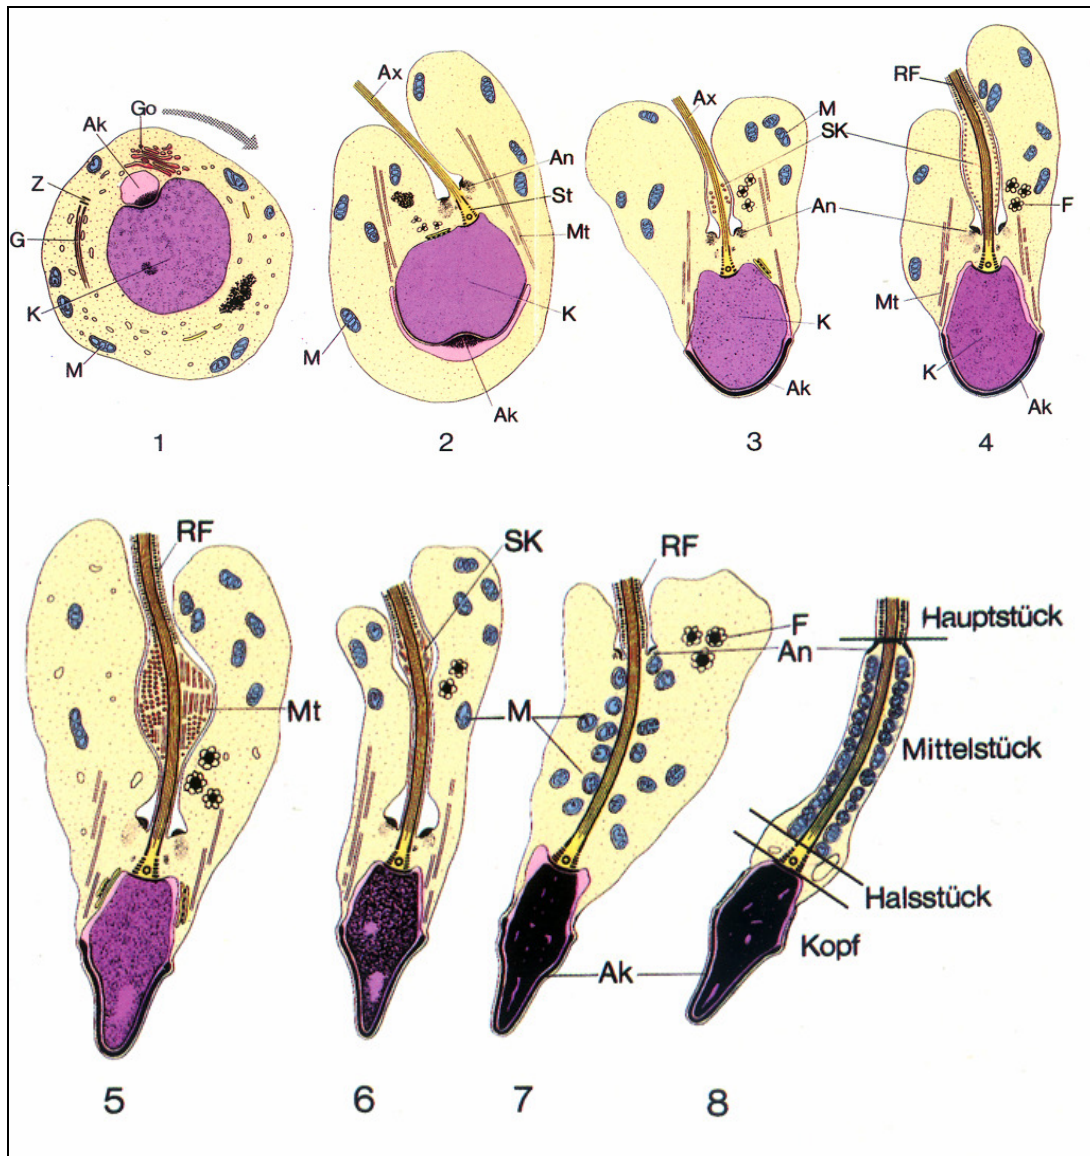 Go
Ak
Z
G
K
M
1
Ax
An
St
Mt
K
M
Ak
2
Ax
M
SK
An
K
Ak
3
RF
F
Mt
K
Ak
4
RF
Mt
5
SK
M
6
RF
F
An
Ak
7
Hauptstück
Mittelstück
Halsstück
Kopf
8